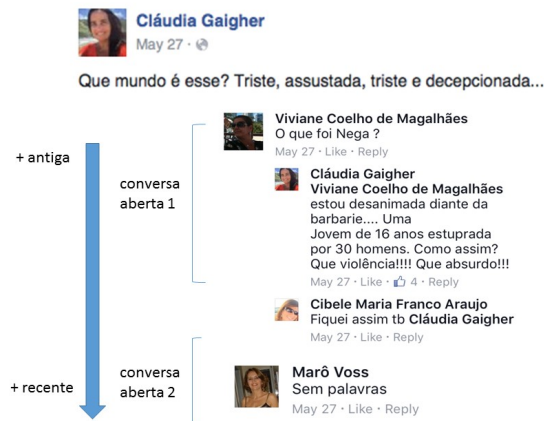 Cláudia Gaigher
May 27 ·
Que mundo é esse? Triste, assustada, triste e decepcionada...
+ antiga
conversa
aberta 1
Viviane Coelho de Magalhães
O que foi Nega ?
May 27 · Like · Reply
Cláudia Gaigher
Viviane Coelho de Magalhães
estou desanimada diante da
barbarie.... Uma
Jovem de 16 anos estuprada
por 30 homens. Como assim?
Que violência!!!! Que absurdo!!!
May 27 · Like · 4 · Reply
Cibele Maria Franco Araujo
Fiquei assim tb Cláudia Gaigher
May 27 · Like · Reply
+ recente
conversa
aberta 2
Marô Voss
Sem palavras
May 27 · Like · Reply